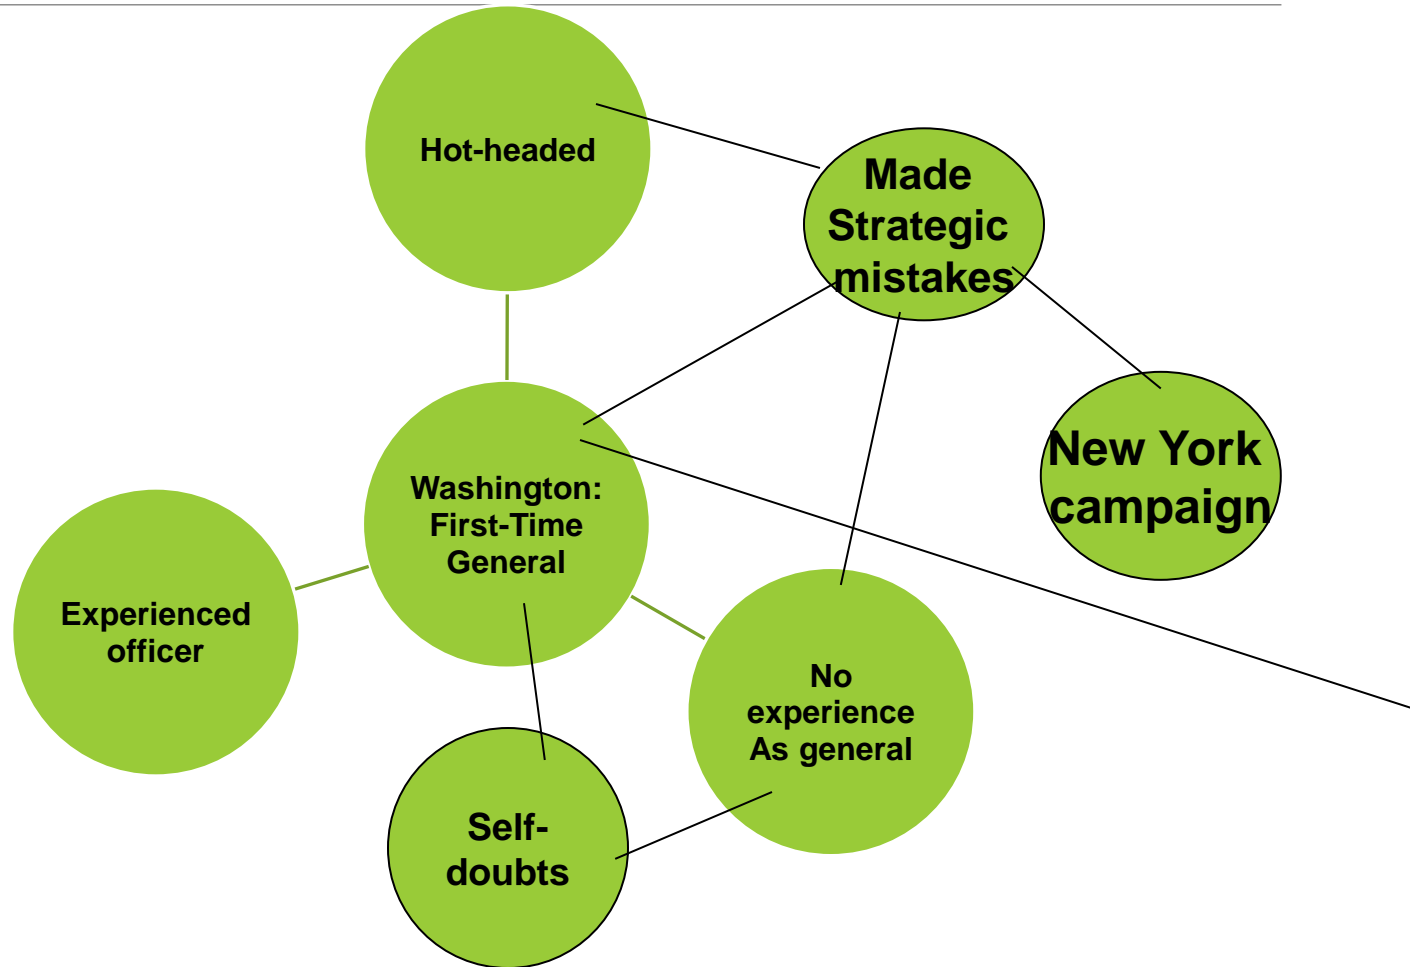 Hot-headed
Made
Strategic
mistakes
New York
campaign
Washington:
First-Time
General
Experienced
officer
No
experience
As general
Self-
doubts